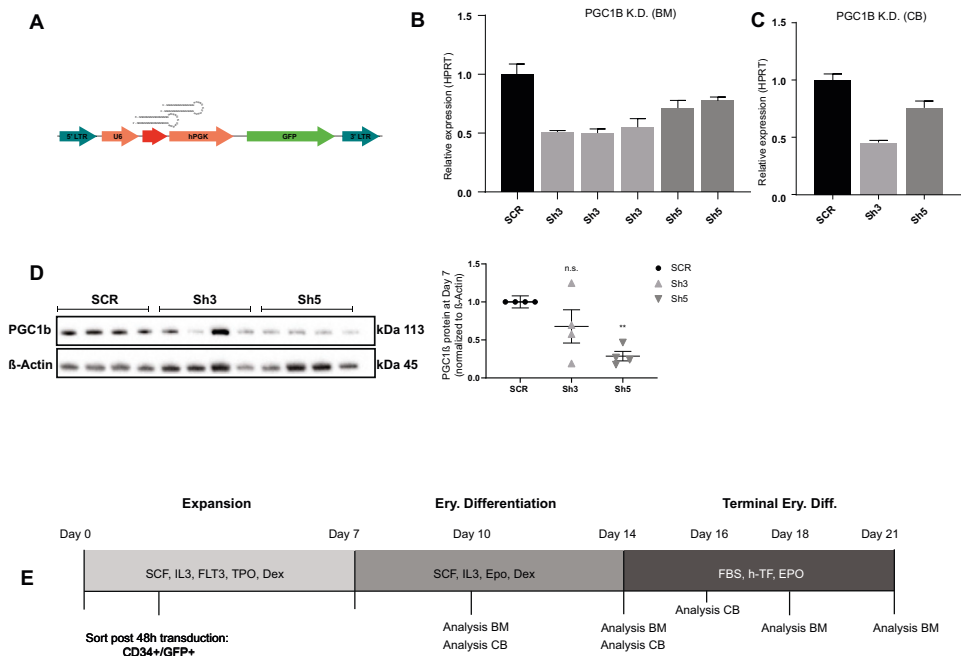 A
5' LTR
U6
hPGK
GFP
3' LTR
B
PGC1B K.D. (BM)
Relative expression (HPRT)
1.5
1.0
0.5
0.0
SCR
Sh3
Sh3
Sh3
Sh5
Sh5
C
PGC1B K.D. (CB)
Relative expression (HPRT)
1.5
1.0
0.5
0.0
SCR
Sh3
Sh5
D
SCR
Sh3
Sh5
PGC1b
kDa 113
ß-Actin
kDa 45
PGC1ß protein at Day 7
(normalized to ß-Actin)
1.5
1.0
0.5
0.0
n.s.
**
SCR
Sh3
Sh5
SCR
Sh3
Sh5
Expansion
Ery. Differentiation
Terminal Ery. Diff.
Day 0
Day 7
Day 10
Day 14
Day 16
Day 18
Day 21
E
SCF, IL3, FLT3, TPO, Dex
SCF, IL3, Epo, Dex
FBS, h-TF, EPO
Sort post 48h transduction:
CD34+/GFP+
Analysis BM
Analysis CB
Analysis BM
Analysis CB
Analysis CB
Analysis BM
Analysis BM